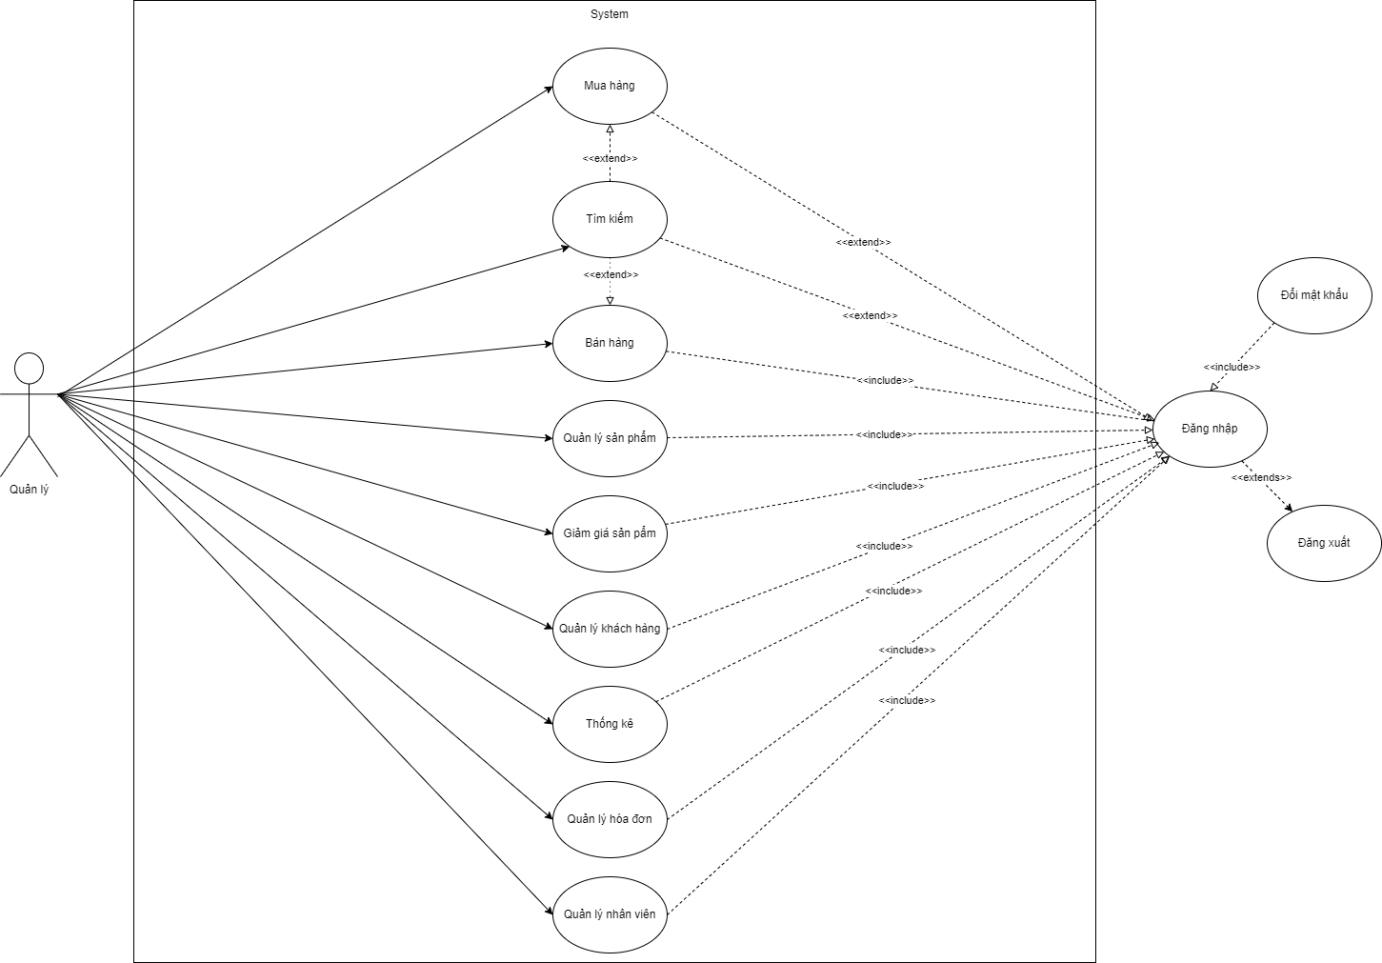 System
Mua hàng
<<extend>>
Tìm kiếm
<<extend>>
<<extend>>
<<extend>>
Đổi mật khẩu
Bán hàng
<<include>>
<<include>>
Quản lý sản phẩm
<<include>>
Đăng nhập
Quản lý
<<extends>>
<<include>>
Giảm giá sản pẩm
Đăng xuất
<<include>>
<<include>>
Quản lý khách hàng
<<include>>
<<include>>
Thống kê
Quản lý hóa đơn
Quản lý nhân viên